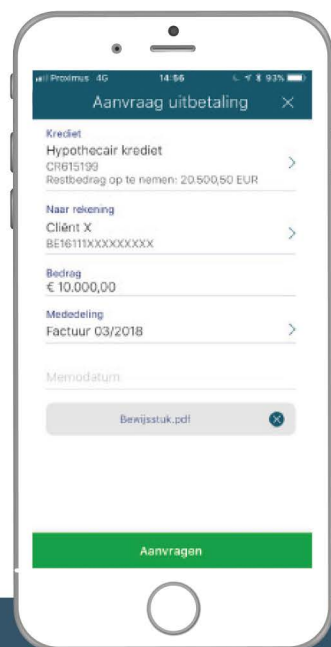 Proximus 4G 14:56 93%
Aanvraag uitbetaling
Krediet
Hypothecair krediet
CR615199
Restbedrag op te nemen: 20.500,50 EUR
Naar rekening
Cliënt X
BE16111XXXXXXXXX
Bedrag
€ 10.000,00
Mededeling
Factuur 03/2018
Memodatum
Bewijsstuk.pdf
Aanvragen